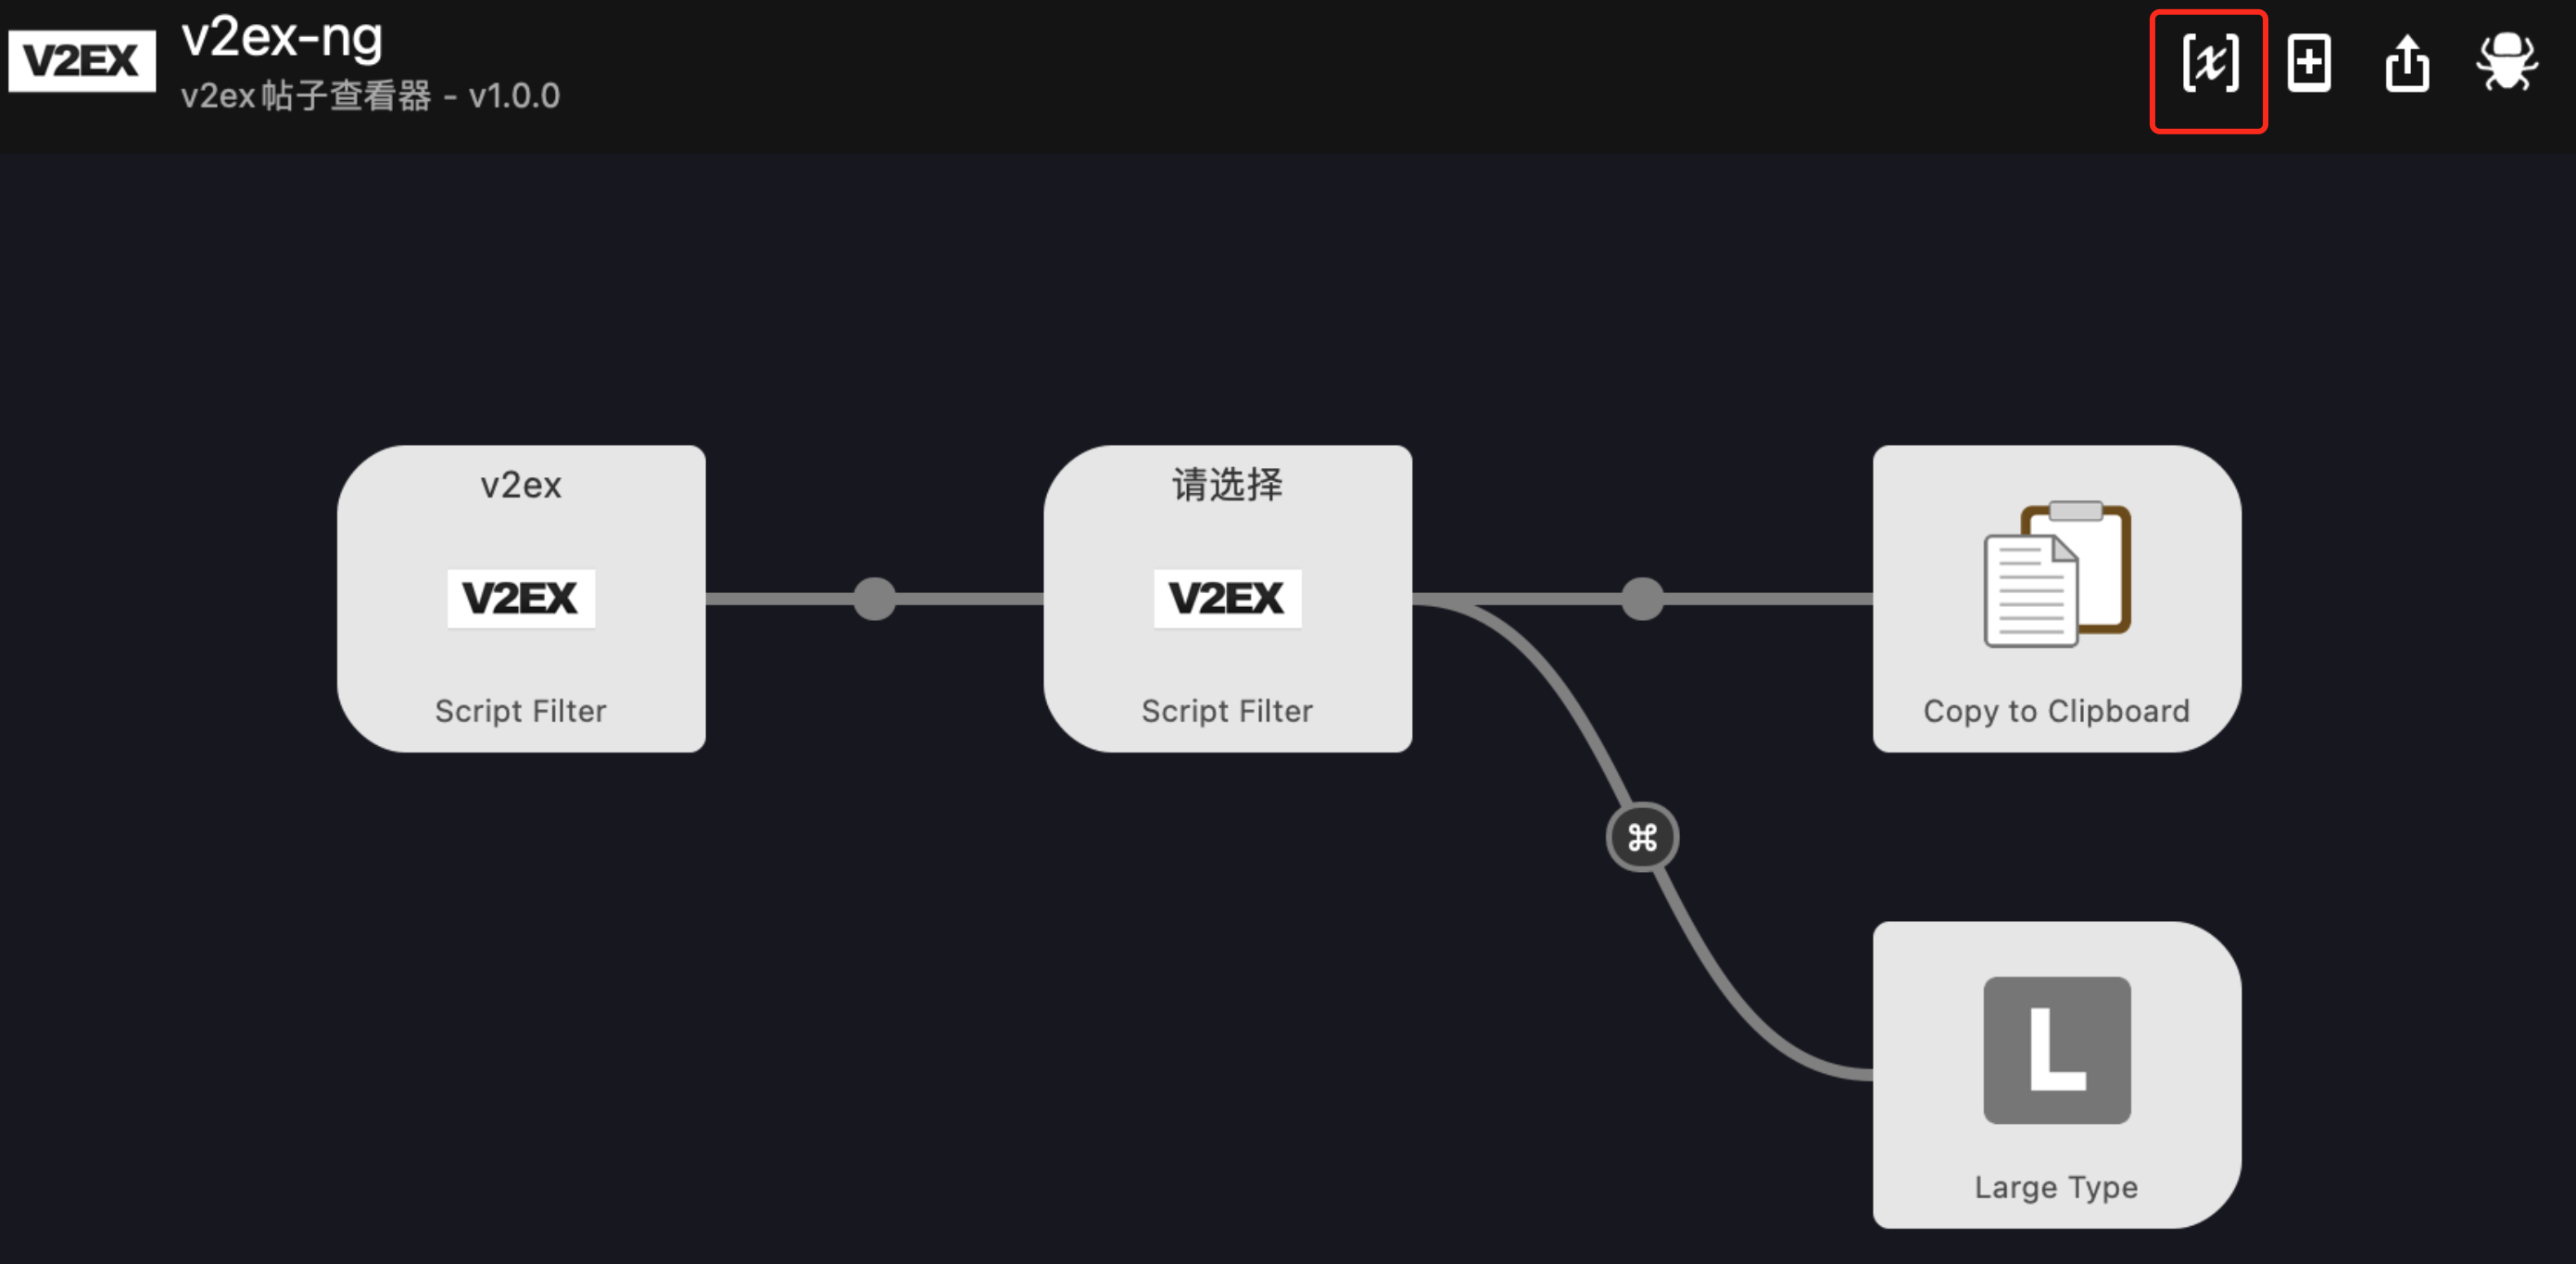 V2EX
v2ex-ng
v2ex帖子查看器 - v1.0.0
[x]
v2ex
V2EX
Script Filter
请选择
V2EX
Script Filter
Copy to Clipboard
⌘
L
Large Type